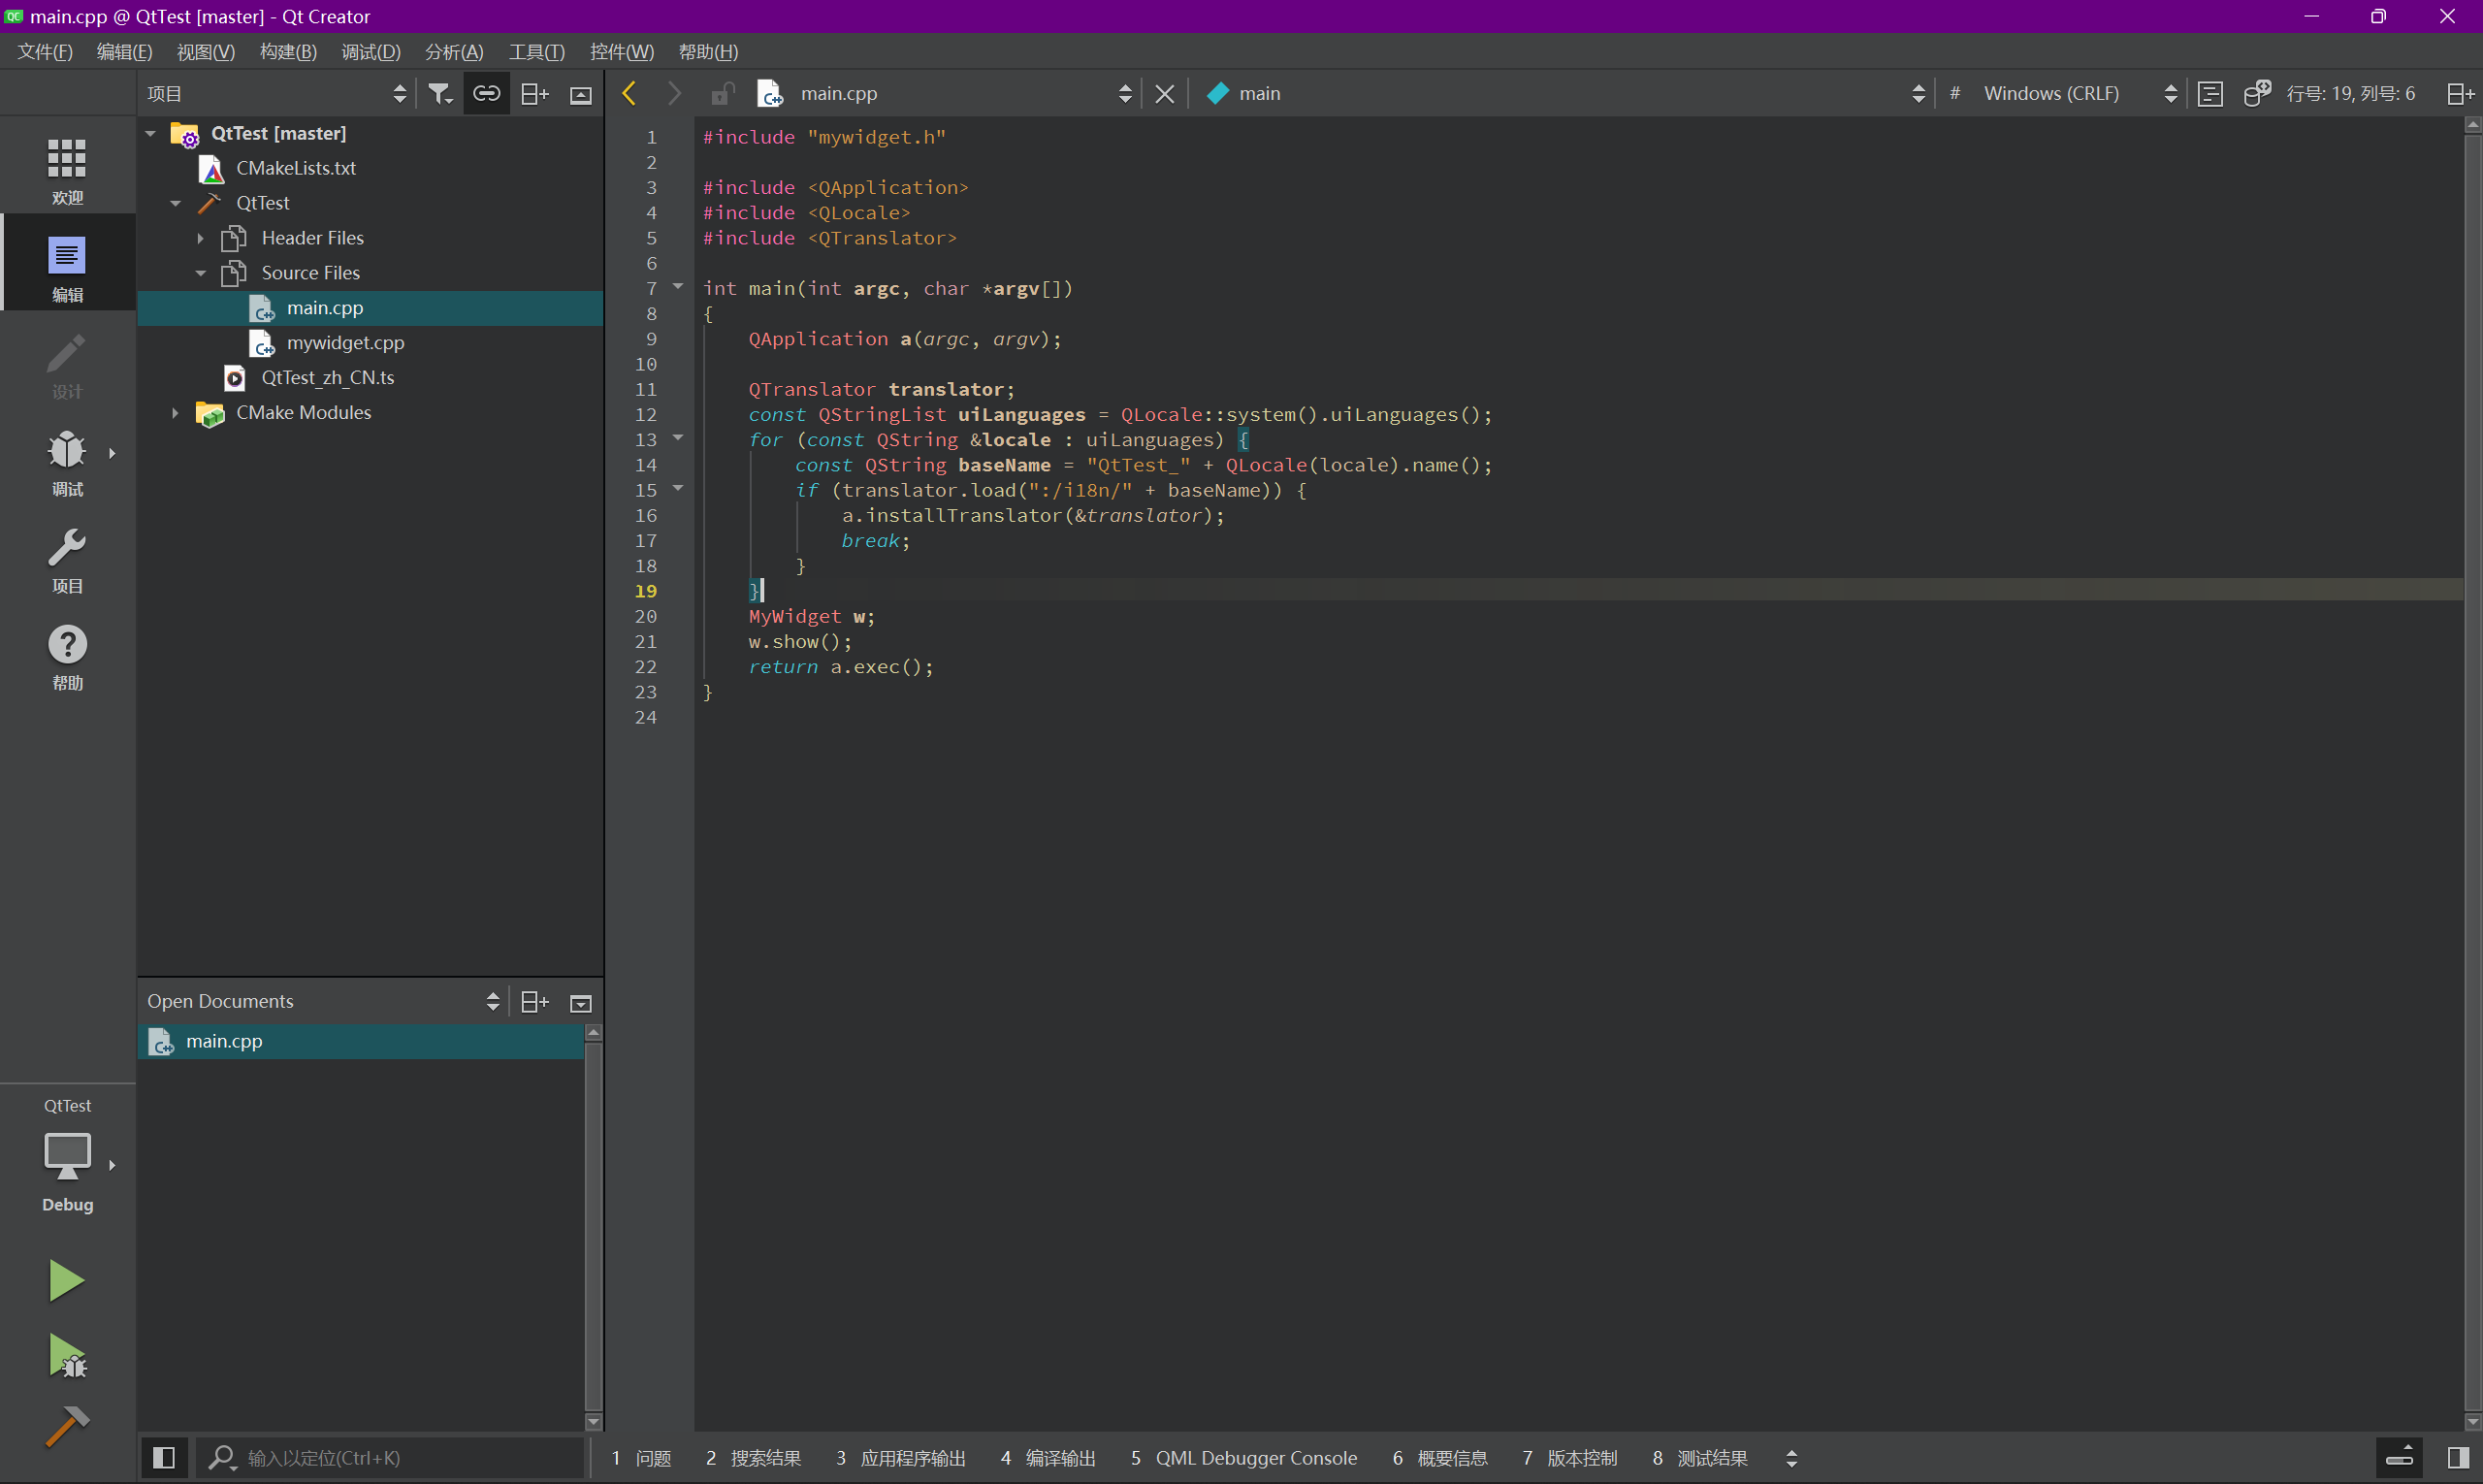 main.cpp @ QtTest [master] - Qt Creator
文件(F) 编辑(E) 视图(V) 构建(B) 调试(D) 分析(A) 工具(T) 控件(W) 帮助(H)
项目
main.cpp
main
# Windows (CRLF)
行号: 19, 列号: 6
欢迎
编辑
设计
调试
项目
帮助
QtTest
Debug
QtTest [master]
CMakeLists.txt
QtTest
Header Files
Source Files
main.cpp
mywidget.cpp
QtTest_zh_CN.ts
CMake Modules
Open Documents
main.cpp
1 #include "mywidget.h"
2
3 #include <QApplication>
4 #include <QLocale>
5 #include <QTranslator>
6
7 int main(int argc, char *argv[])
8 {
9     QApplication a(argc, argv);
10
11     QTranslator translator;
12     const QStringList uiLanguages = QLocale::system().uiLanguages();
13     for (const QString &locale : uiLanguages) {
14         const QString baseName = "QtTest_" + QLocale(locale).name();
15         if (translator.load(":/i18n/" + baseName)) {
16             a.installTranslator(&translator);
17             break;
18         }
19     }
20     MyWidget w;
21     w.show();
22     return a.exec();
23 }
24
输入以定位(Ctrl+K)
1 问题 2 搜索结果 3 应用程序输出 4 编译输出 5 QML Debugger Console 6 概要信息 7 版本控制 8 测试结果